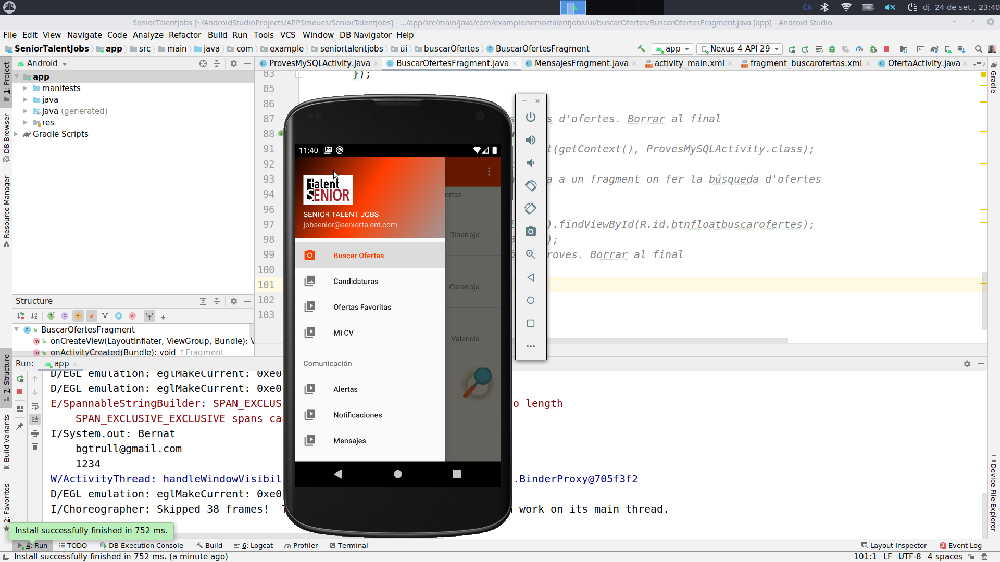 CA
dj. 24 de set., 23:40
SeniorTalentJobs [~/AndroidStudioProjects/APPSmeues/SeniorTalentJobs] - .../app/src/main/java/com/example/seniortalentjobs/ui/buscarOfertes/BuscarOfertesFragment.java [app] - Android Studio
File Edit View Navigate Code Analyze Refactor Build Run Tools VCS Window DB Navigator Help
SeniorTalentJobs app src main java com example seniortalentjobs ui buscarOfertes BuscarOfertesFragment
app
Nexus 4 API 29
Android
ProvesMySQLActivity.java
BuscarOfertesFragment.java
MensajesFragment.java
activity_main.xml
fragment_buscarofertas.xml
OfertaActivity.java
1: Project
DB Browser
Resource Manager
7: Structure
Build Variants
2: Favorites
Gradle
Device File Explorer
app
manifests
java
java (generated)
res
Gradle Scripts
83 });
85
86
87 s d'ofertes. Borrar al final
88
91 t(getContext(), ProvesMySQLActivity.class);
92
93 a a un fragment on fer la búsqueda d'ofertes
94
96
97 ).findViewById(R.id.btnfloatbuscarofertes);
98 );
99 roves. Borrar al final
100
101
102
103
11:40
talent
SENIOR
SENIOR TALENT JOBS
jobsenior@seniortalent.com
Buscar Ofertas
Candidaturas
Ofertas Favoritas
Mi CV
Comunicación
Alertas
Notificaciones
Mensajes
ertas
Ribarroja
Catarroja
Valencia
Structure
BuscarOfertesFragment
onCreateView(LayoutInflater, ViewGroup, Bundle): V
onActivityCreated(Bundle): void ↑Fragment
Run: app
D/EGL_emulation: eglMakeCurrent: 0xe0
D/EGL_emulation: eglMakeCurrent: 0xe0
E/SpannableStringBuilder: SPAN_EXCLUSI o length
SPAN_EXCLUSIVE_EXCLUSIVE spans ca
I/System.out: Bernat
bgtrull@gmail.com
1234
W/ActivityThread: handleWindowVisibili .BinderProxy@705f3f2
D/EGL_emulation: eglMakeCurrent: 0xe0
I/Choreographer: Skipped 38 frames! T work on its main thread.
Install successfully finished in 752 ms.
4: Run
TODO
DB Execution Console
Build
6: Logcat
Profiler
Terminal
Layout Inspector
3 Event Log
Install successfully finished in 752 ms. (a minute ago)
101:1 LF UTF-8 4 spaces